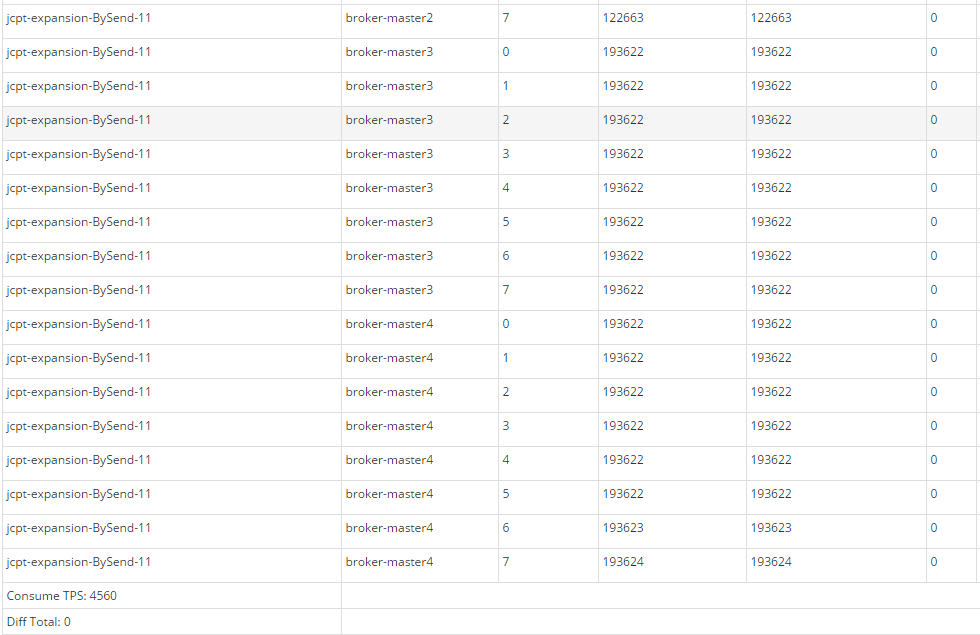 jcpt-expansion-BySend-11 broker-master2 7 122663 122663 0
jcpt-expansion-BySend-11 broker-master3 0 193622 193622 0
jcpt-expansion-BySend-11 broker-master3 1 193622 193622 0
jcpt-expansion-BySend-11 broker-master3 2 193622 193622 0
jcpt-expansion-BySend-11 broker-master3 3 193622 193622 0
jcpt-expansion-BySend-11 broker-master3 4 193622 193622 0
jcpt-expansion-BySend-11 broker-master3 5 193622 193622 0
jcpt-expansion-BySend-11 broker-master3 6 193622 193622 0
jcpt-expansion-BySend-11 broker-master3 7 193622 193622 0
jcpt-expansion-BySend-11 broker-master4 0 193622 193622 0
jcpt-expansion-BySend-11 broker-master4 1 193622 193622 0
jcpt-expansion-BySend-11 broker-master4 2 193622 193622 0
jcpt-expansion-BySend-11 broker-master4 3 193622 193622 0
jcpt-expansion-BySend-11 broker-master4 4 193622 193622 0
jcpt-expansion-BySend-11 broker-master4 5 193622 193622 0
jcpt-expansion-BySend-11 broker-master4 6 193623 193623 0
jcpt-expansion-BySend-11 broker-master4 7 193624 193624 0
Consume TPS: 4560
Diff Total: 0